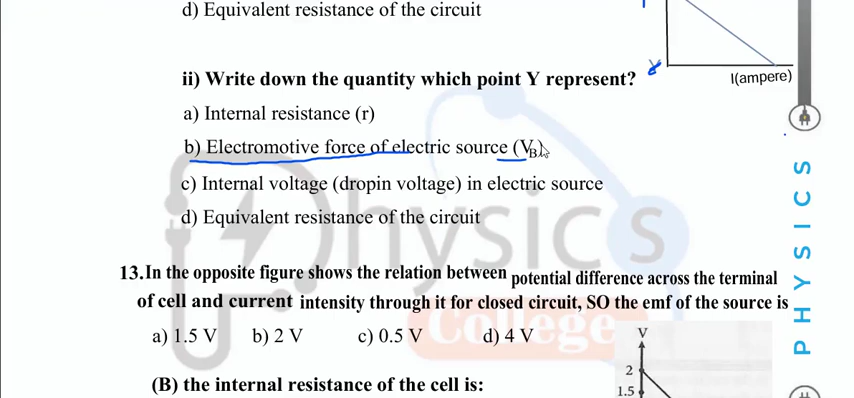 d) Equivalent resistance of the circuit
ii) Write down the quantity which point Y represent?
Y
I(ampere)
a) Internal resistance (r)
b) Electromotive force of electric source (VB).
c) Internal voltage (dropin voltage) in electric source
d) Equivalent resistance of the circuit
Physics
College
PHYSICS
13.In the opposite figure shows the relation between potential difference across the terminal
of cell and current intensity through it for closed circuit, SO the emf of the source is
a) 1.5 V b) 2 V c) 0.5 V d) 4 V
V
2
1.5
(B) the internal resistance of the cell is: